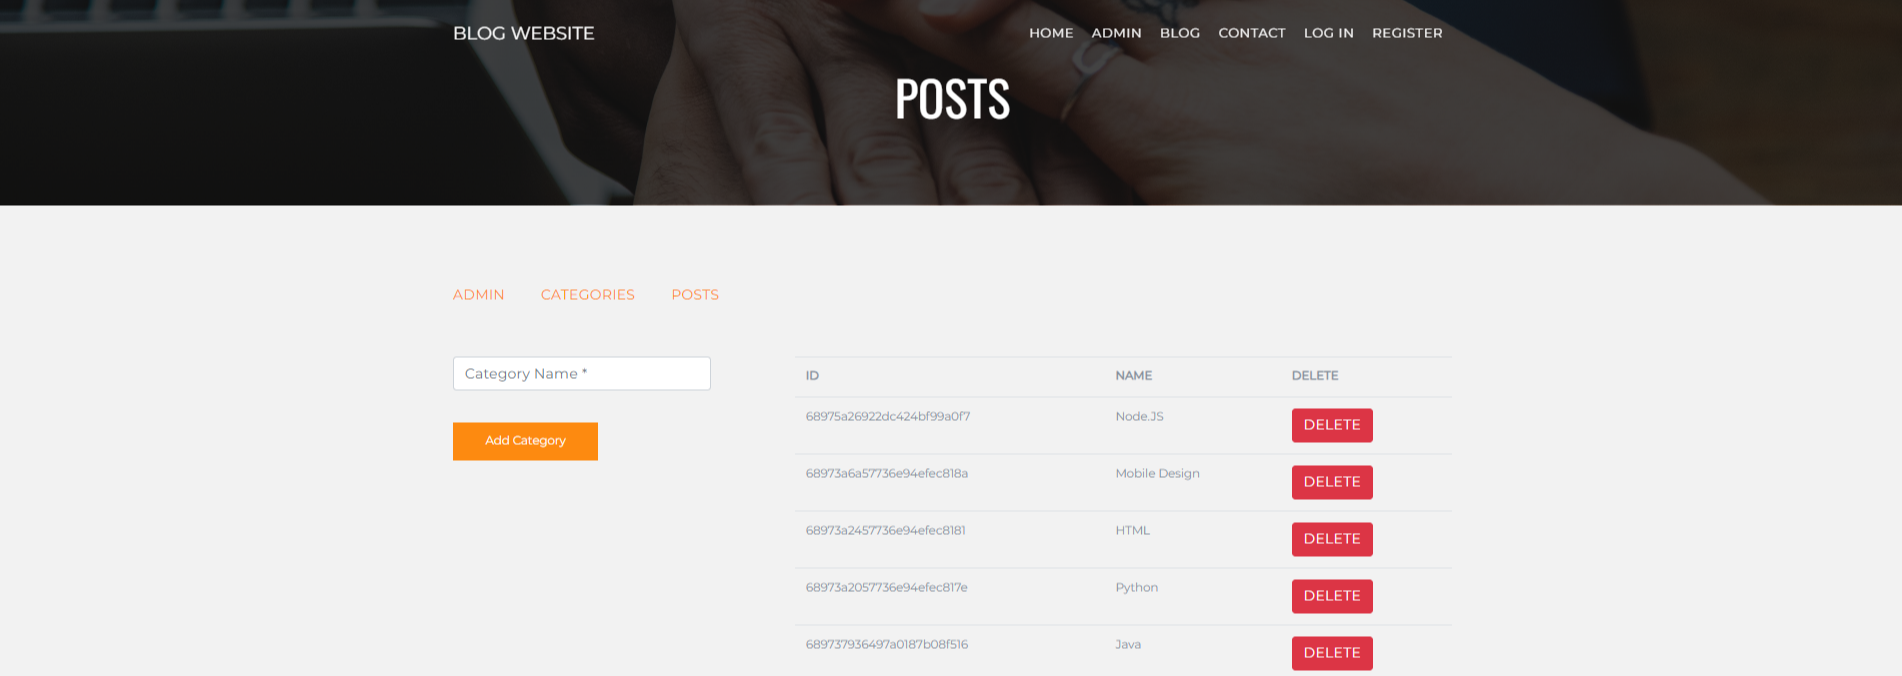 BLOG WEBSITE
HOME ADMIN BLOG CONTACT LOG IN REGISTER
POSTS
ADMIN CATEGORIES POSTS
Category Name *
Add Category
ID NAME DELETE
68975a26922dc424bf99a0f7 Node.JS DELETE
68973a6a57736e94efec818a Mobile Design DELETE
68973a2457736e94efec8181 HTML DELETE
68973a2057736e94efec817e Python DELETE
689737936497a0187b08f516 Java DELETE